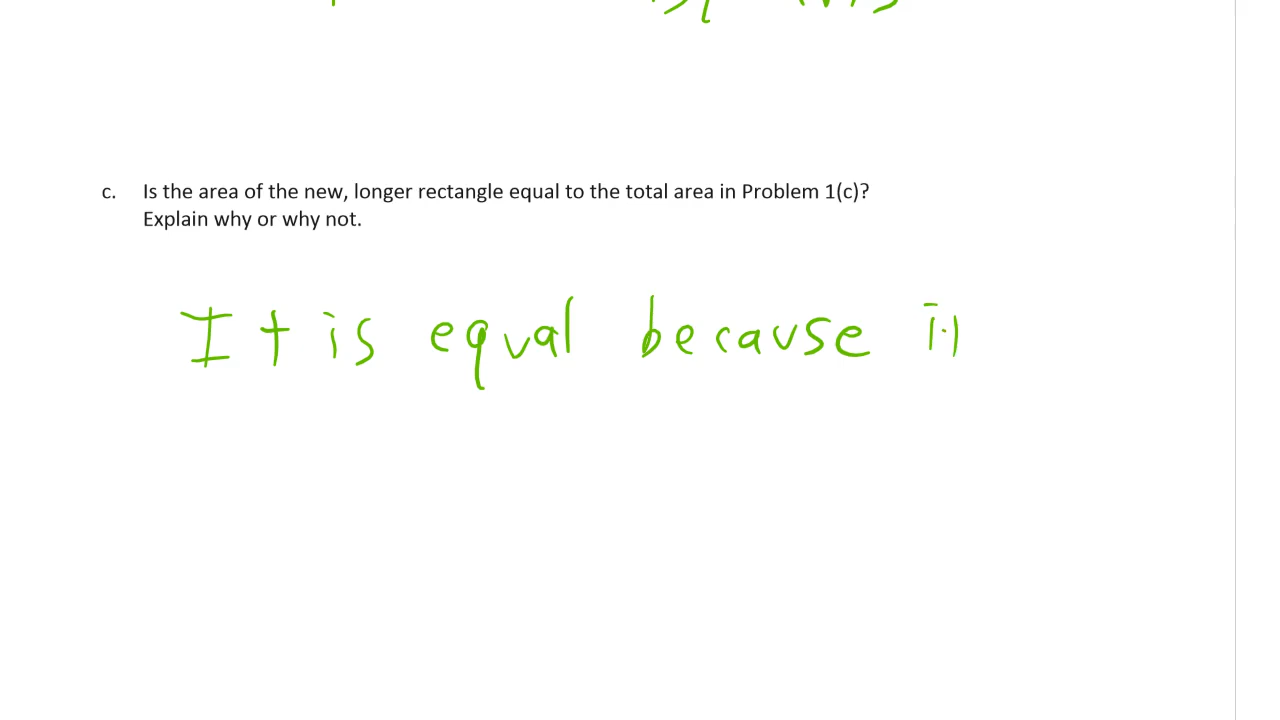 c. Is the area of the new, longer rectangle equal to the total area in Problem 1(c)?
Explain why or why not.
It is equal because